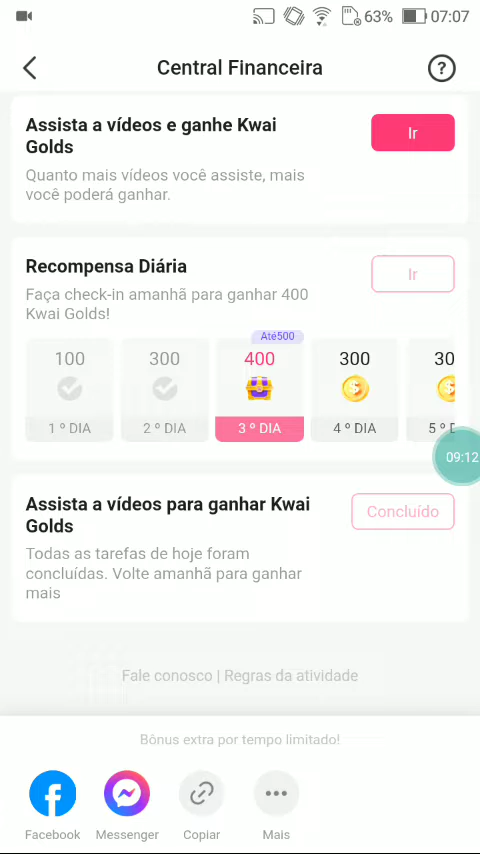 63% 07:07
Central Financeira ?
Assista a vídeos e ganhe Kwai
Golds
Ir
Quanto mais vídeos você assiste, mais
você poderá ganhar.
Recompensa Diária
Ir
Faça check-in amanhã para ganhar 400
Kwai Golds!
Até500
100 300 400 300 30
1 º DIA 2 º DIA 3 º DIA 4 º DIA 5 º D
09:12
Assista a vídeos para ganhar Kwai
Golds
Concluído
Todas as tarefas de hoje foram
concluídas. Volte amanhã para ganhar
mais
Fale conosco | Regras da atividade
Bônus extra por tempo limitado!
Facebook Messenger Copiar Mais